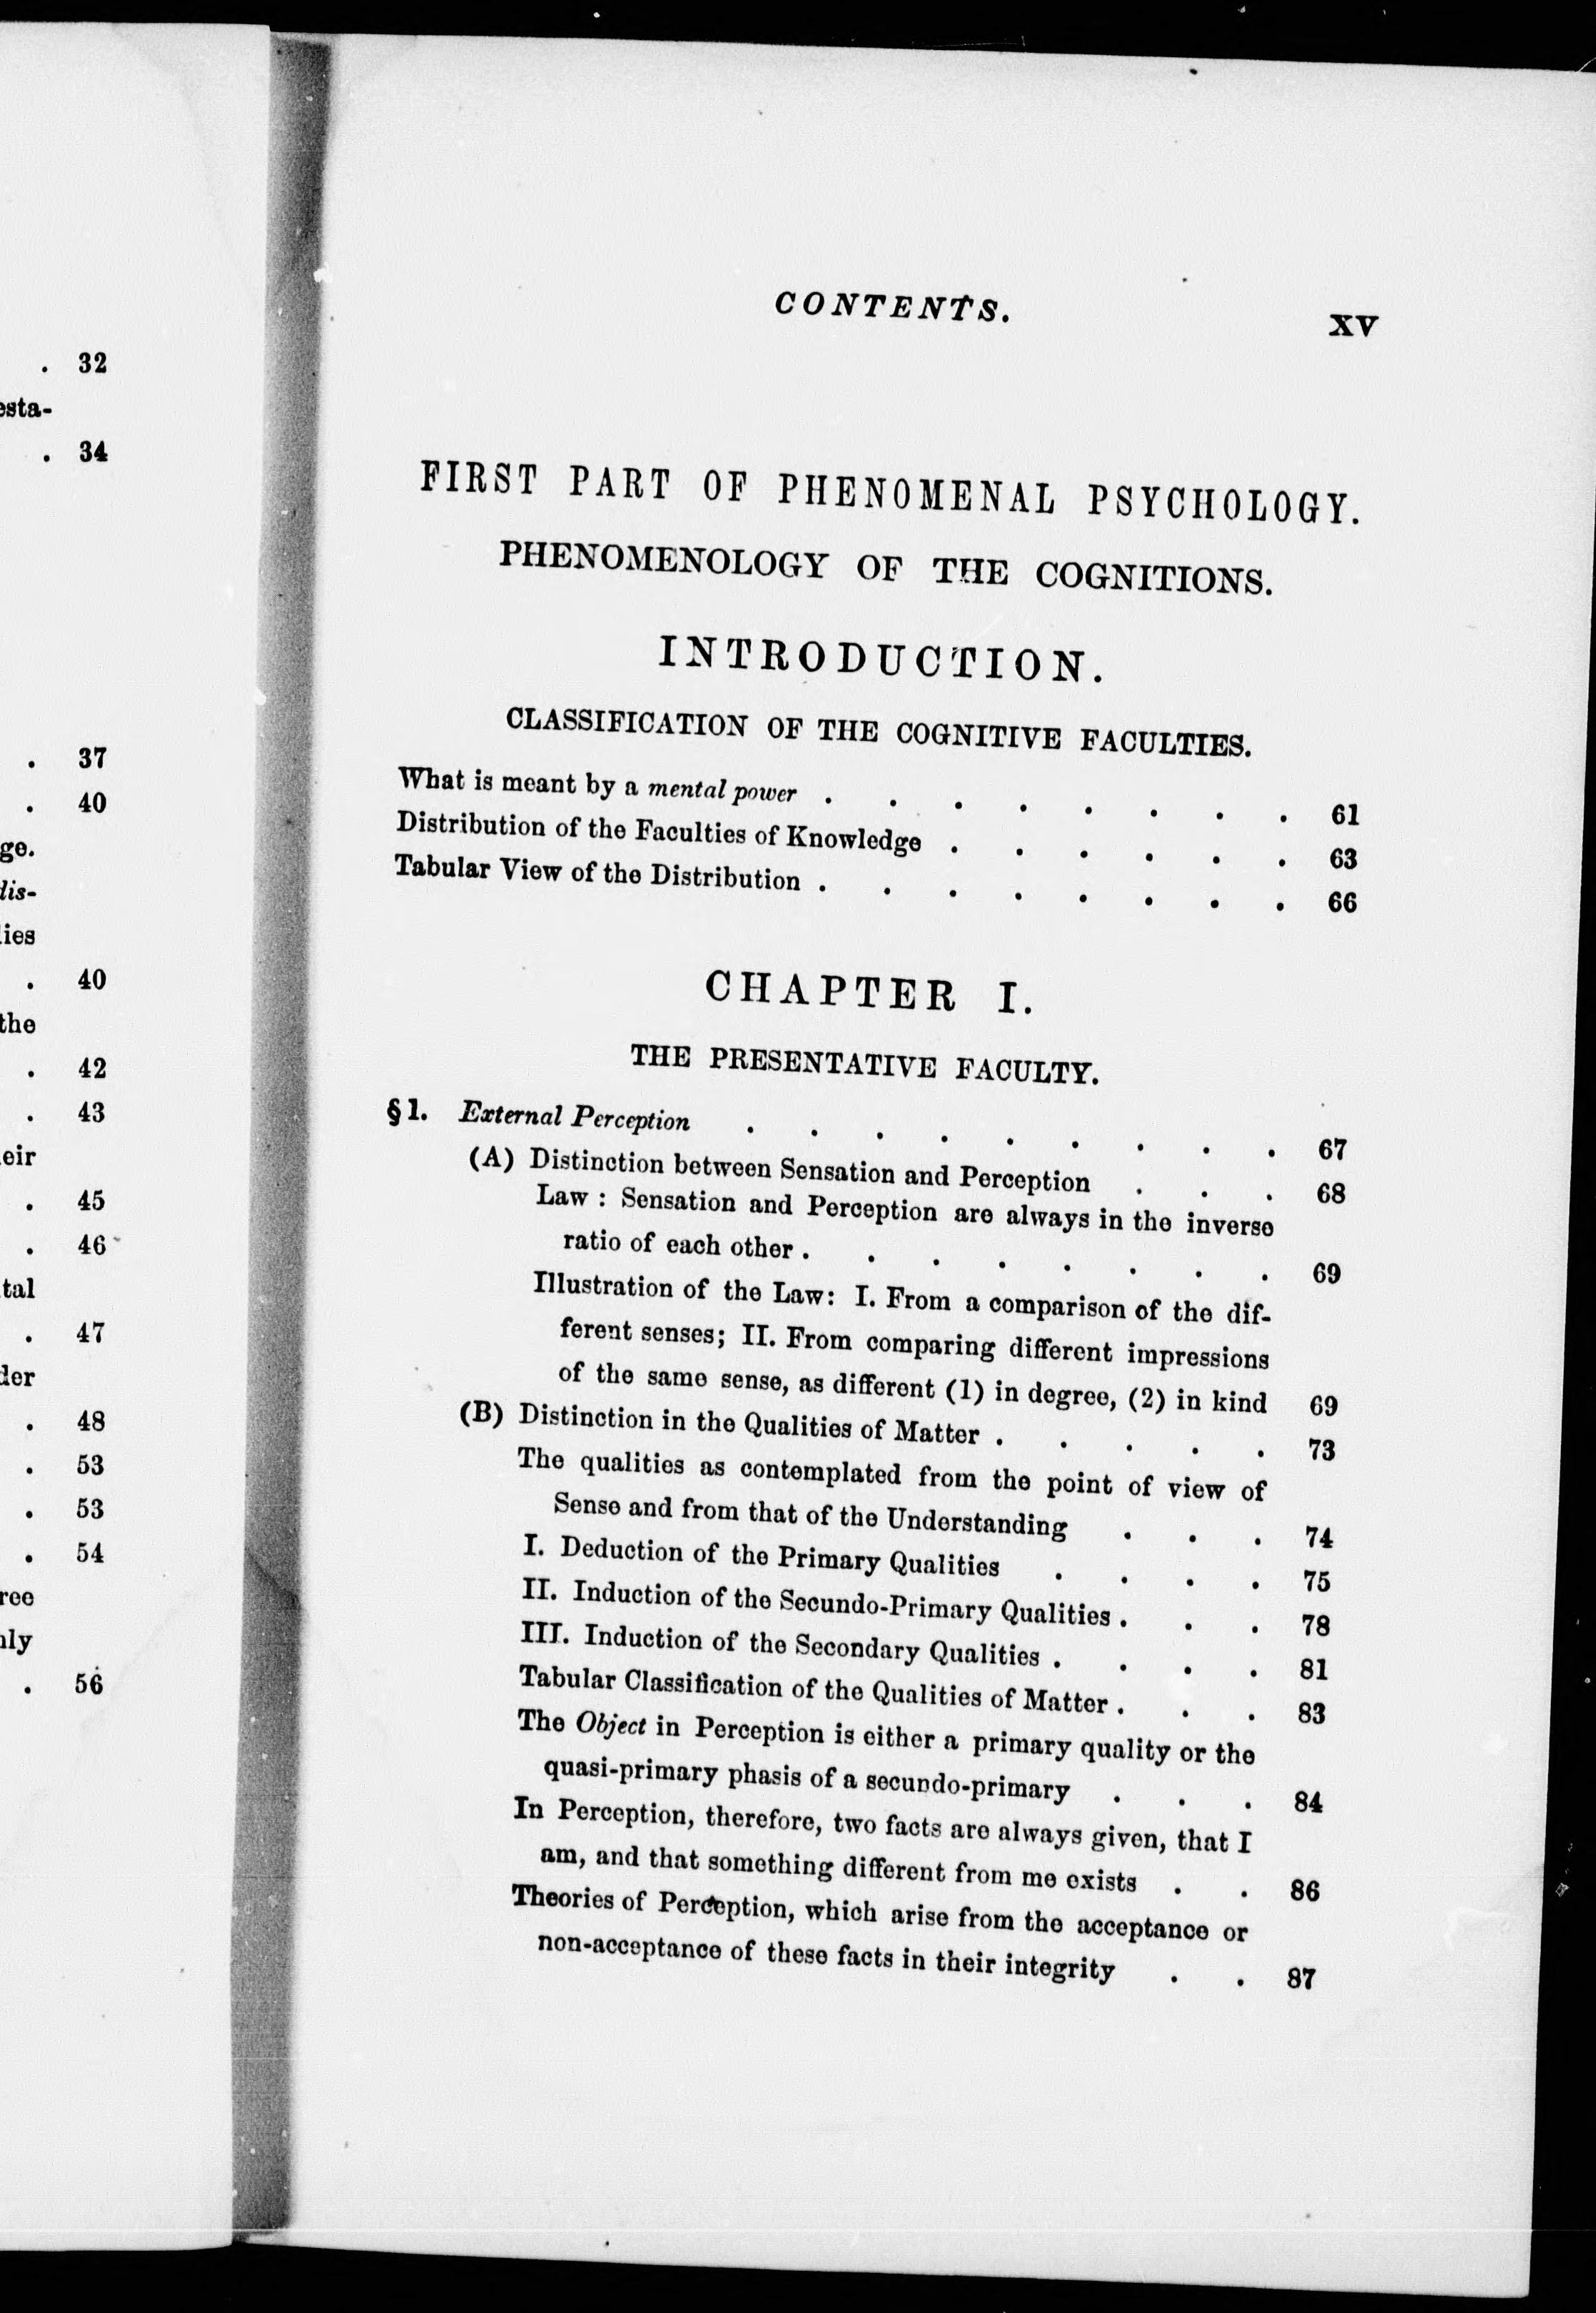 . 32
esta-
. 34
. 37
. 40
ge.
dis-
lies
. 40
the
. 42
. 43
eir
. 45
. 46
tal
. 47
der
. 48
. 53
. 53
. 54
ree
nly
. 56
CONTENTS. XV
FIRST PART OF PHENOMENAL PSYCHOLOGY.
PHENOMENOLOGY OF THE COGNITIONS.
INTRODUCTION.
CLASSIFICATION OF THE COGNITIVE FACULTIES.
What is meant by a mental power . . . . . . . . 61
Distribution of the Faculties of Knowledge . . . . . . 63
Tabular View of the Distribution . . . . . . . . 66
CHAPTER I.
THE PRESENTATIVE FACULTY.
§ 1. External Perception . . . . . . . . . 67
(A) Distinction between Sensation and Perception . . . 68
Law : Sensation and Perception are always in the inverse
ratio of each other . . . . . . . . 69
Illustration of the Law: I. From a comparison of the dif-
ferent senses; II. From comparing different impressions
of the same sense, as different (1) in degree, (2) in kind 69
(B) Distinction in the Qualities of Matter . . . . . 73
The qualities as contemplated from the point of view of
Sense and from that of the Understanding . . . 74
I. Deduction of the Primary Qualities . . . . 75
II. Induction of the Secundo-Primary Qualities . . . 78
III. Induction of the Secondary Qualities . . . . 81
Tabular Classification of the Qualities of Matter . . . 83
The Object in Perception is either a primary quality or the
quasi-primary phasis of a secundo-primary . . . 84
In Perception, therefore, two facts are always given, that I
am, and that something different from me exists . . 86
Theories of Perception, which arise from the acceptance or
non-acceptance of these facts in their integrity . . 87